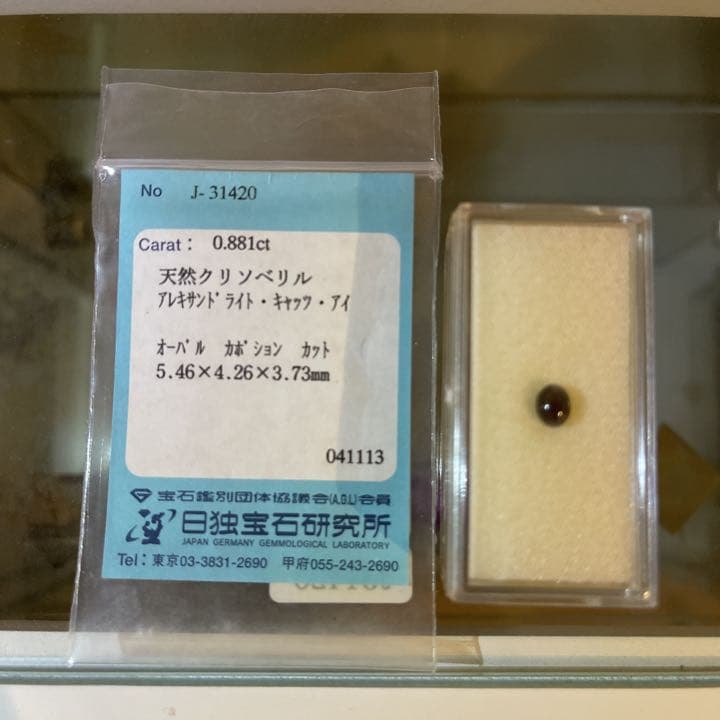 No J-31420
Carat: 0.881ct
天然クリソベリル
ｱﾚｷｻﾝﾄﾞﾗｲﾄ・ｷｬｯﾂ・ｱｲ
ｵｰﾊﾞﾙ ｶﾎﾞｼｮﾝ ｶｯﾄ
5.46×4.26×3.73mm
041113
宝石鑑別団体協議会(A.G.L)会員
日独宝石研究所
JAPAN GERMANY GEMMOLOGICAL LABORATORY
Tel：東京03-3831-2690 甲府055-243-2690